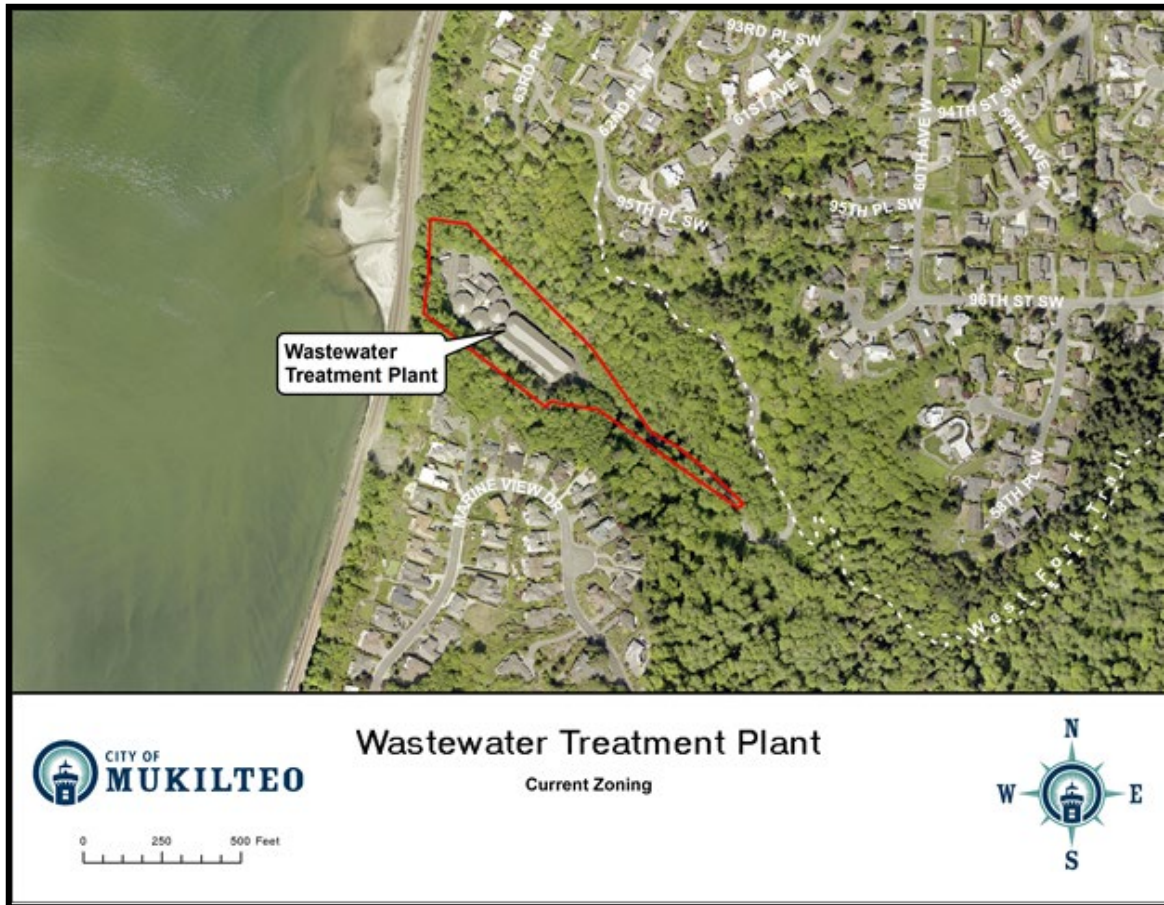 93RD PL SW
63RD PL W
62ND PL W
61ST AVE W
94TH ST SW
59TH AVE W
60TH AVE W
95TH PL SW
95TH PL SW
96TH ST SW
Wastewater
Treatment Plant
MARINE VIEW DR
58TH PL W
West Fork Trail
Wastewater Treatment Plant
Current Zoning
CITY OF
MUKILTEO
0 250 500 Feet
N
W E
S